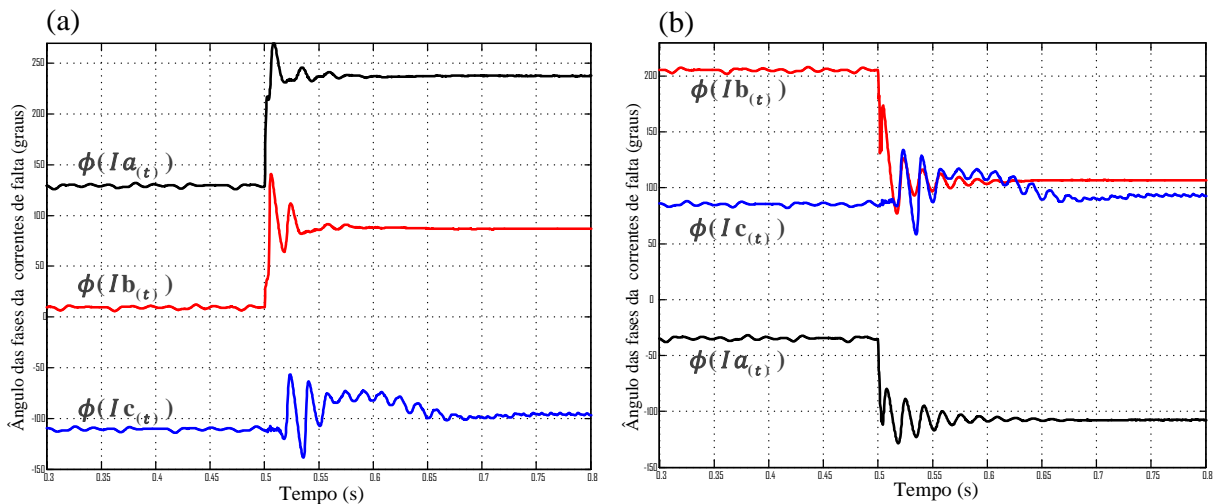 (a)
Ângulo das fases da correntes de falta (graus)
250
200
150
100
50
0
-50
-100
-150
ϕ(Ia(t))
ϕ(Ib(t))
ϕ(Ic(t))
0.3 0.35 0.4 0.45 0.5 0.55 0.6 0.65 0.7 0.75 0.8
Tempo (s)
(b)
Ângulo das fases da correntes de falta (graus)
200
150
100
50
0
-50
-100
-150
ϕ(Ib(t))
ϕ(Ic(t))
ϕ(Ia(t))
0.3 0.35 0.4 0.45 0.5 0.55 0.6 0.65 0.7 0.75 0.8
Tempo (s)